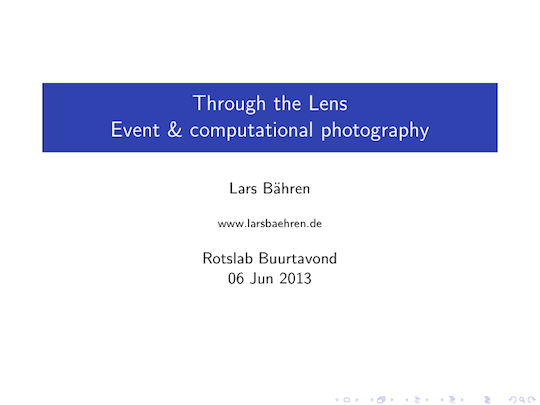 Through the Lens
Event & computational photography
Lars Bähren
www.larsbaehren.de
Rotslab Buurtavond
06 Jun 2013